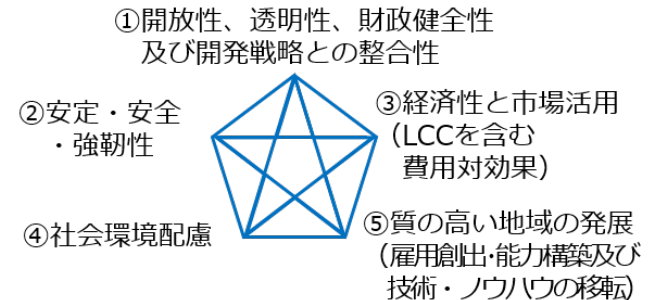 ①開放性、透明性、財政健全性
及び開発戦略との整合性
②安定・安全
・強靭性
③経済性と市場活用
（LCCを含む
費用対効果）
④社会環境配慮
⑤質の高い地域の発展
（雇用創出・能力構築及び
技術・ノウハウの移転）